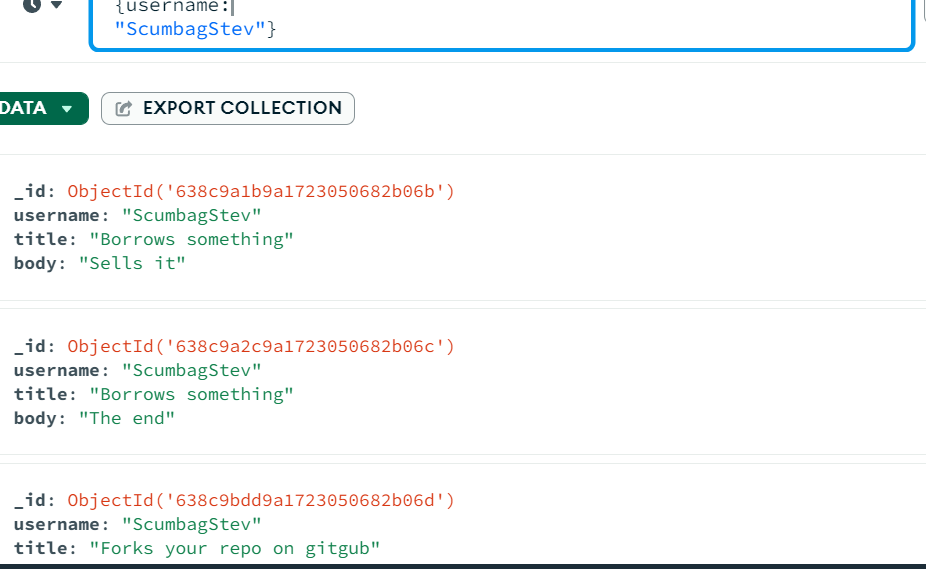 {username:
"ScumbagStev"}
DATA
EXPORT COLLECTION
_id: ObjectId('638c9a1b9a1723050682b06b')
username: "ScumbagStev"
title: "Borrows something"
body: "Sells it"
_id: ObjectId('638c9a2c9a1723050682b06c')
username: "ScumbagStev"
title: "Borrows something"
body: "The end"
_id: ObjectId('638c9bdd9a1723050682b06d')
username: "ScumbagStev"
title: "Forks your repo on gitgub"